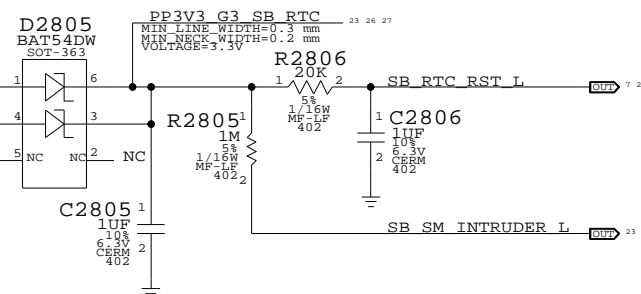 D2805
BAT54DW
SOT-363
1
6
4
3
5
NC
NC
2
NC
PP3V3_G3_SB_RTC
23 26 27
MIN_LINE_WIDTH=0.3 mm
MIN_NECK_WIDTH=0.2 mm
VOLTAGE=3.3V
R2806
20K
1
2
5%
1/16W
MF-LF
402
SB_RTC_RST_L
OUT
7 2
R2805
1
1M
5%
1/16W
MF-LF
402
2
C2806
1
1UF
10%
6.3V
CERM
402
2
C2805
1
1UF
10%
6.3V
CERM
402
2
SB_SM_INTRUDER_L
OUT
23